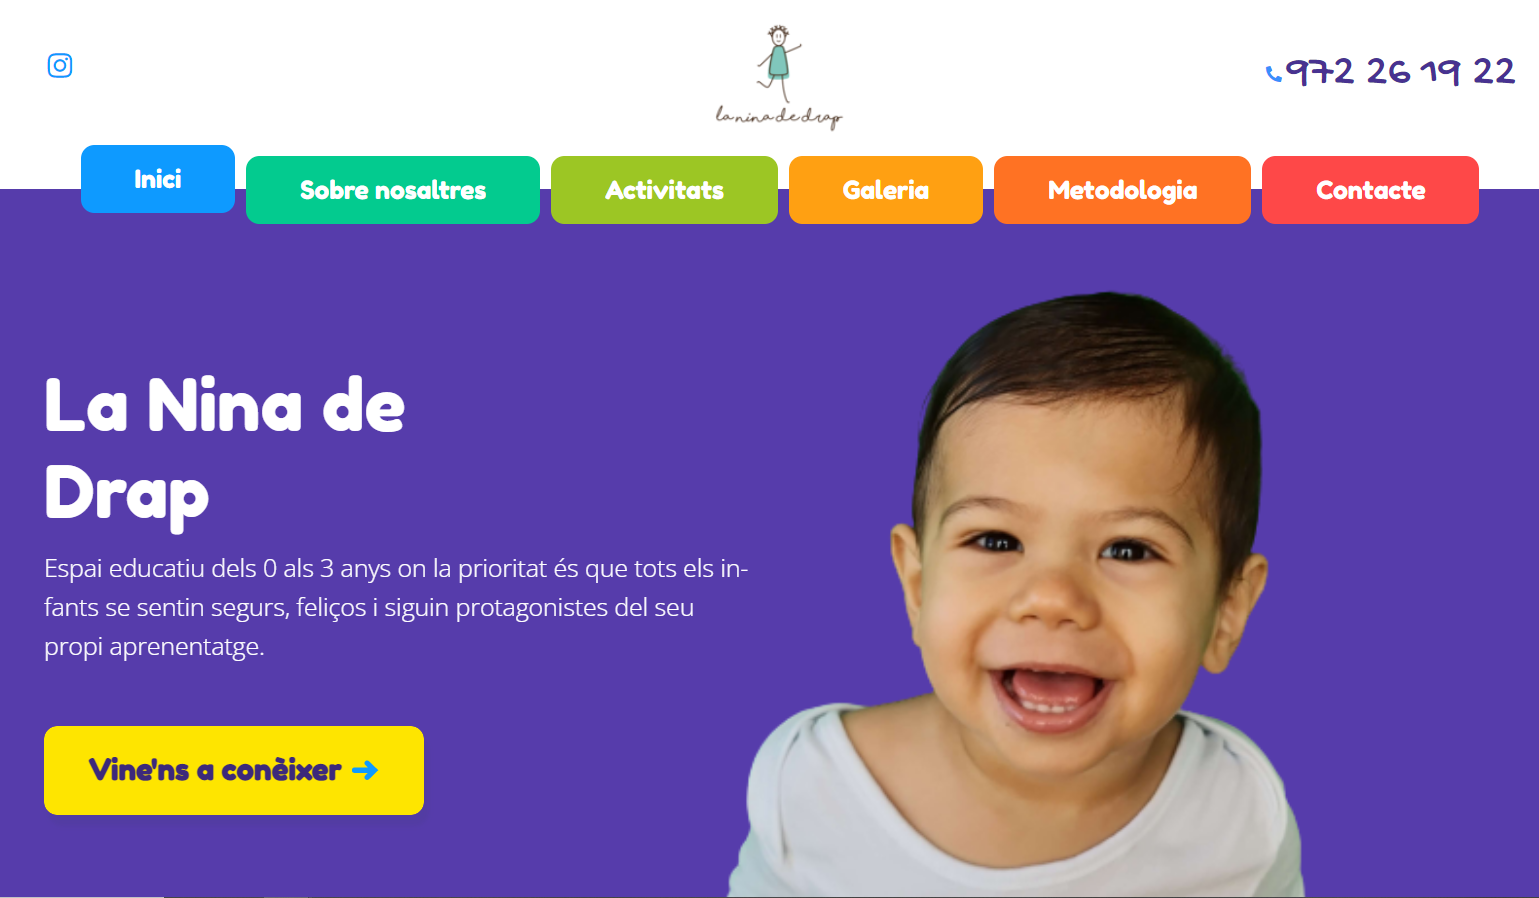 la nina de drap
972 26 19 22
Inici
Sobre nosaltres
Activitats
Galeria
Metodologia
Contacte
La Nina de
Drap
Espai educatiu dels 0 als 3 anys on la prioritat és que tots els in-
fants se sentin segurs, feliços i siguin protagonistes del seu
propi aprenentatge.
Vine'ns a conèixer